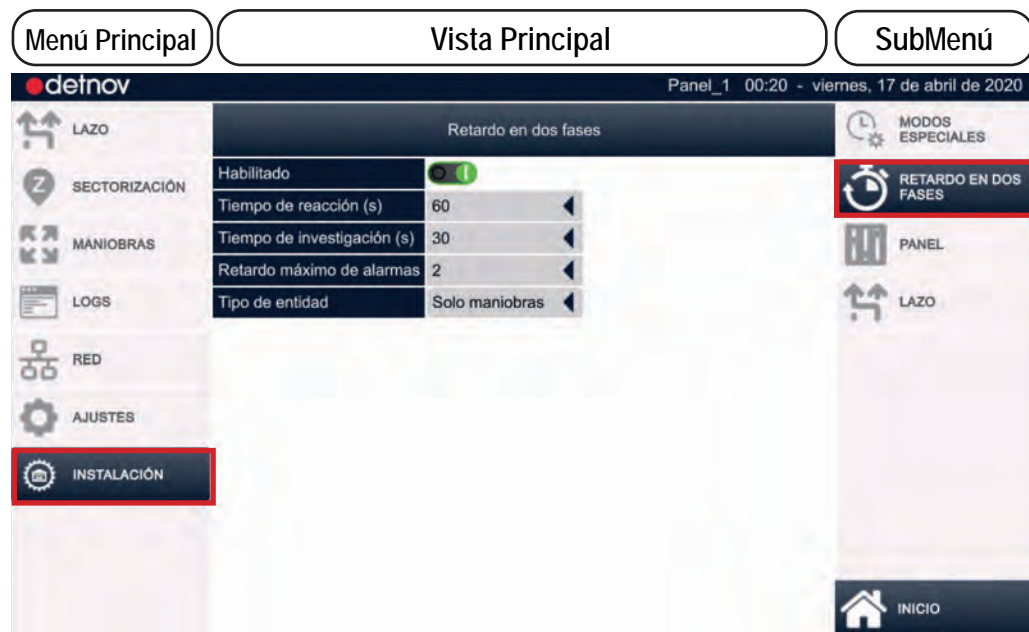 Menú Principal
Vista Principal
SubMenú
detnov
Panel_1 00:20 - viernes, 17 de abril de 2020
LAZO
SECTORIZACIÓN
MANIOBRAS
LOGS
RED
AJUSTES
INSTALACIÓN
Retardo en dos fases
Habilitado
Tiempo de reacción (s) 60
Tiempo de investigación (s) 30
Retardo máximo de alarmas 2
Tipo de entidad Solo maniobras
MODOS
ESPECIALES
RETARDO EN DOS
FASES
PANEL
LAZO
INICIO